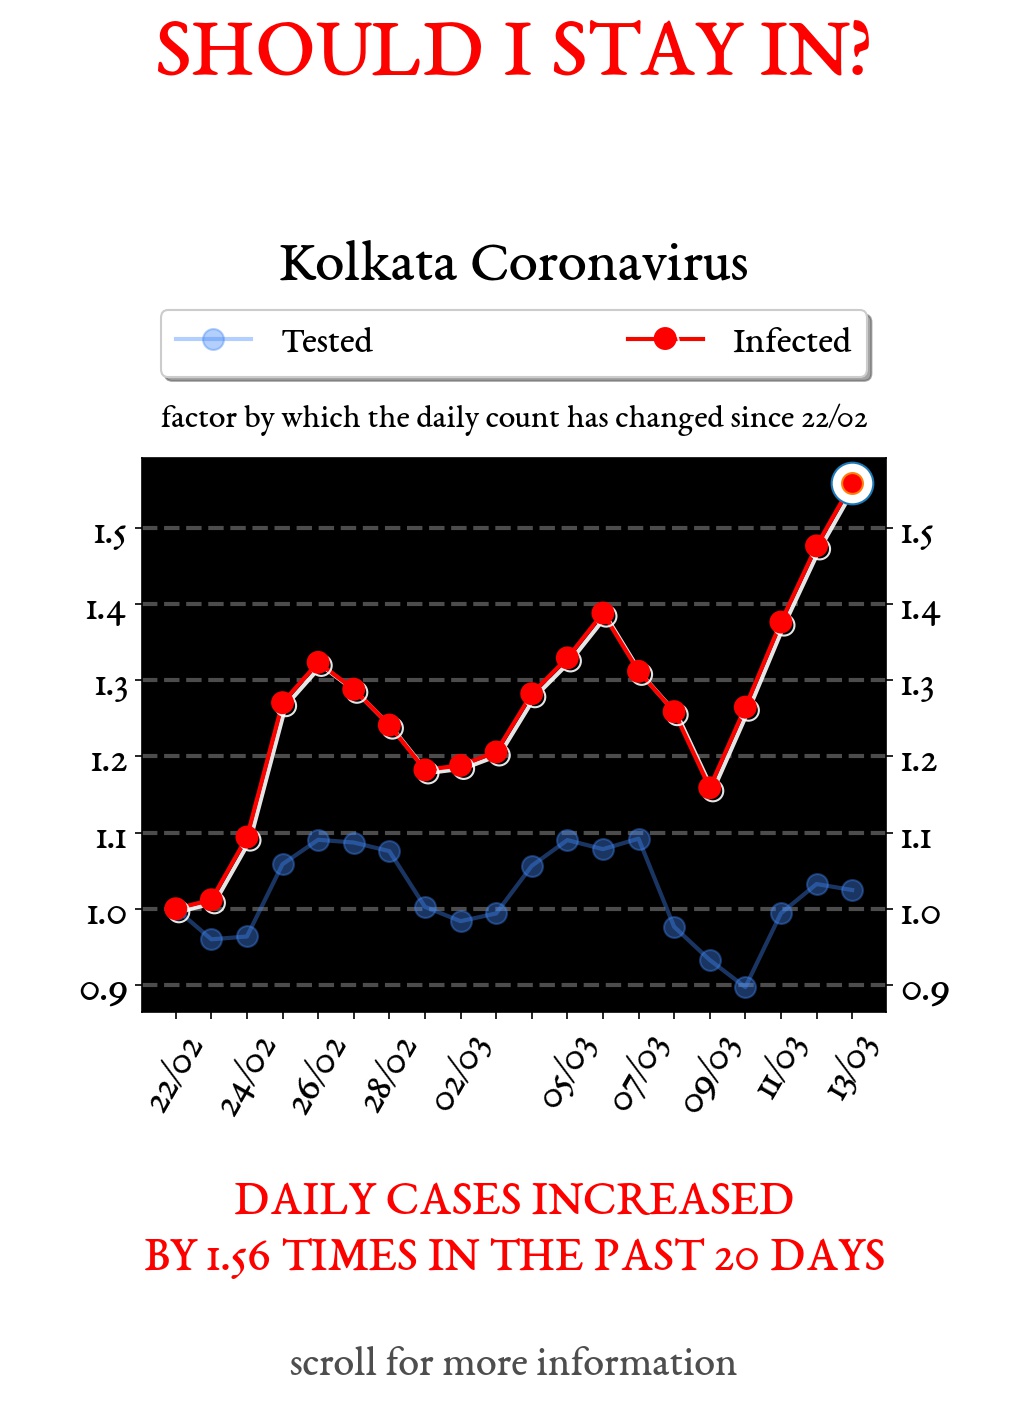 SHOULD I STAY IN?
Kolkata Coronavirus
Tested Infected
factor by which the daily count has changed since 22/02
1.5 1.5
1.4 1.4
1.3 1.3
1.2 1.2
1.1 1.1
1.0 1.0
0.9 0.9
22/02 24/02 26/02 28/02 02/03 05/03 07/03 09/03 11/03 13/03
DAILY CASES INCREASED
BY 1.56 TIMES IN THE PAST 20 DAYS
scroll for more information